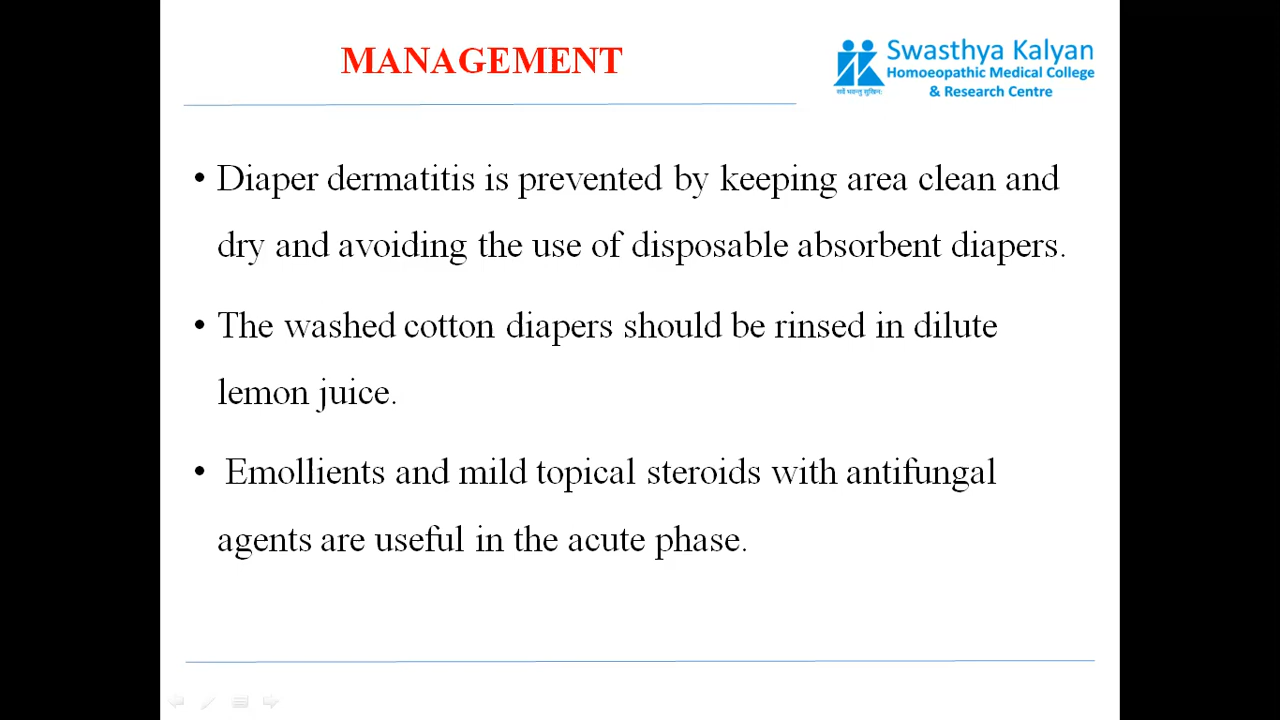 MANAGEMENT
Swasthya Kalyan
Homoeopathic Medical College
& Research Centre
सर्वे भवन्तु सुखिनः
• Diaper dermatitis is prevented by keeping area clean and
dry and avoiding the use of disposable absorbent diapers.
• The washed cotton diapers should be rinsed in dilute
lemon juice.
• Emollients and mild topical steroids with antifungal
agents are useful in the acute phase.